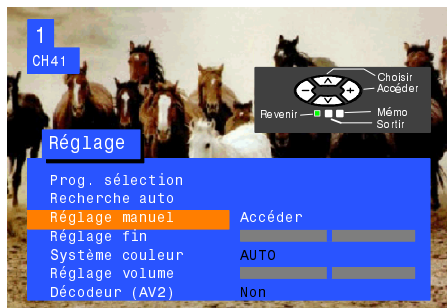 1
CH41
Choisir
Accéder
Revenir
Mémo
Sortir
Réglage
Prog. sélection
Recherche auto
Réglage manuel Accéder
Réglage fin
Système couleur AUTO
Réglage volume
Décodeur (AV2) Non